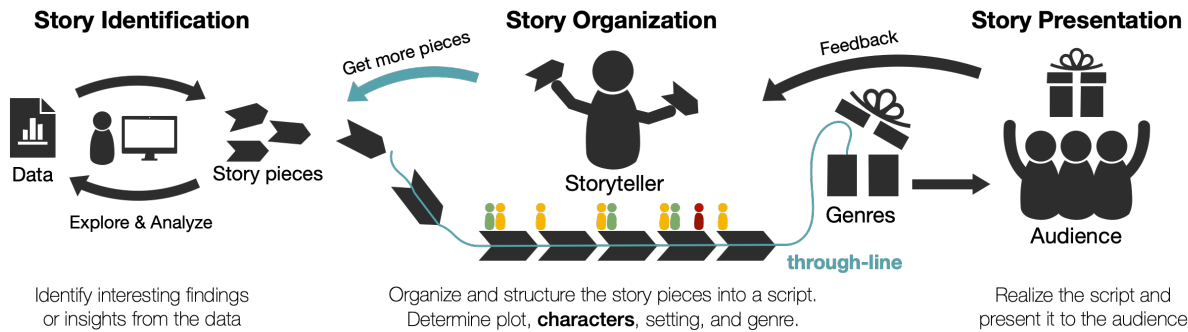 Story Identification
Story Organization
Story Presentation
Get more pieces
Feedback
Data
Story pieces
Explore & Analyze
Storyteller
Genres
Audience
through-line
Identify interesting findings
or insights from the data
Organize and structure the story pieces into a script.
Determine plot, characters, setting, and genre.
Realize the script and
present it to the audience